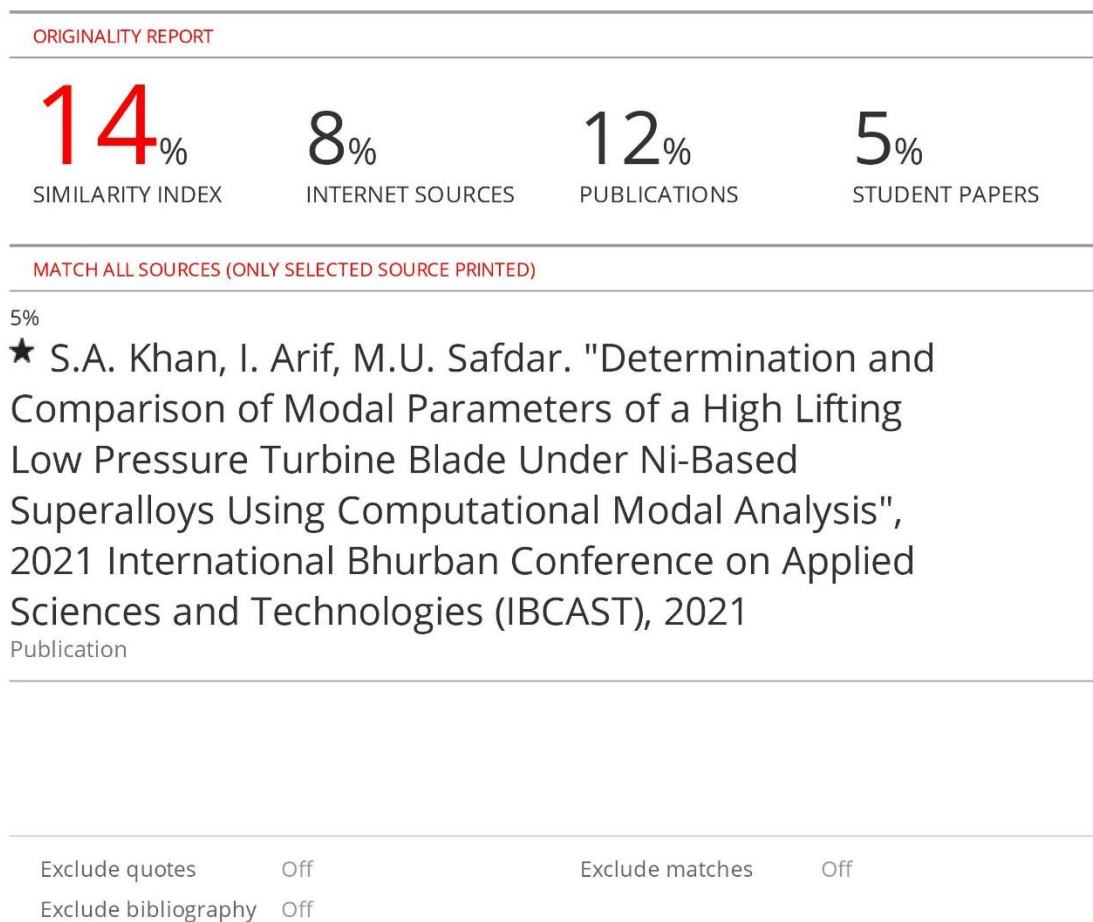 ORIGINALITY REPORT
14% 8% 12% 5%
SIMILARITY INDEX INTERNET SOURCES PUBLICATIONS STUDENT PAPERS
MATCH ALL SOURCES (ONLY SELECTED SOURCE PRINTED)
5%
★ S.A. Khan, I. Arif, M.U. Safdar. "Determination and
Comparison of Modal Parameters of a High Lifting
Low Pressure Turbine Blade Under Ni-Based
Superalloys Using Computational Modal Analysis",
2021 International Bhurban Conference on Applied
Sciences and Technologies (IBCAST), 2021
Publication
Exclude quotes Off Exclude matches Off
Exclude bibliography Off